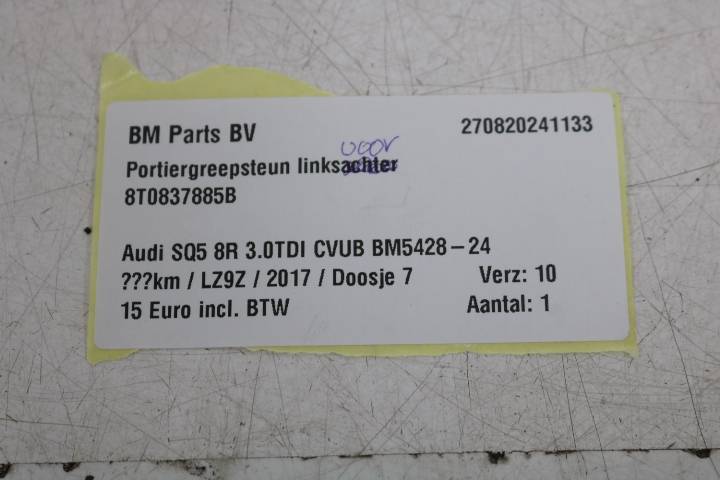 BM Parts BV 270820241133
voor
Portiergreepsteun linksachter
8T0837885B
Audi SQ5 8R 3.0TDI CVUB BM5428-24
???km / LZ9Z / 2017 / Doosje 7 Verz: 10
15 Euro incl. BTW Aantal: 1